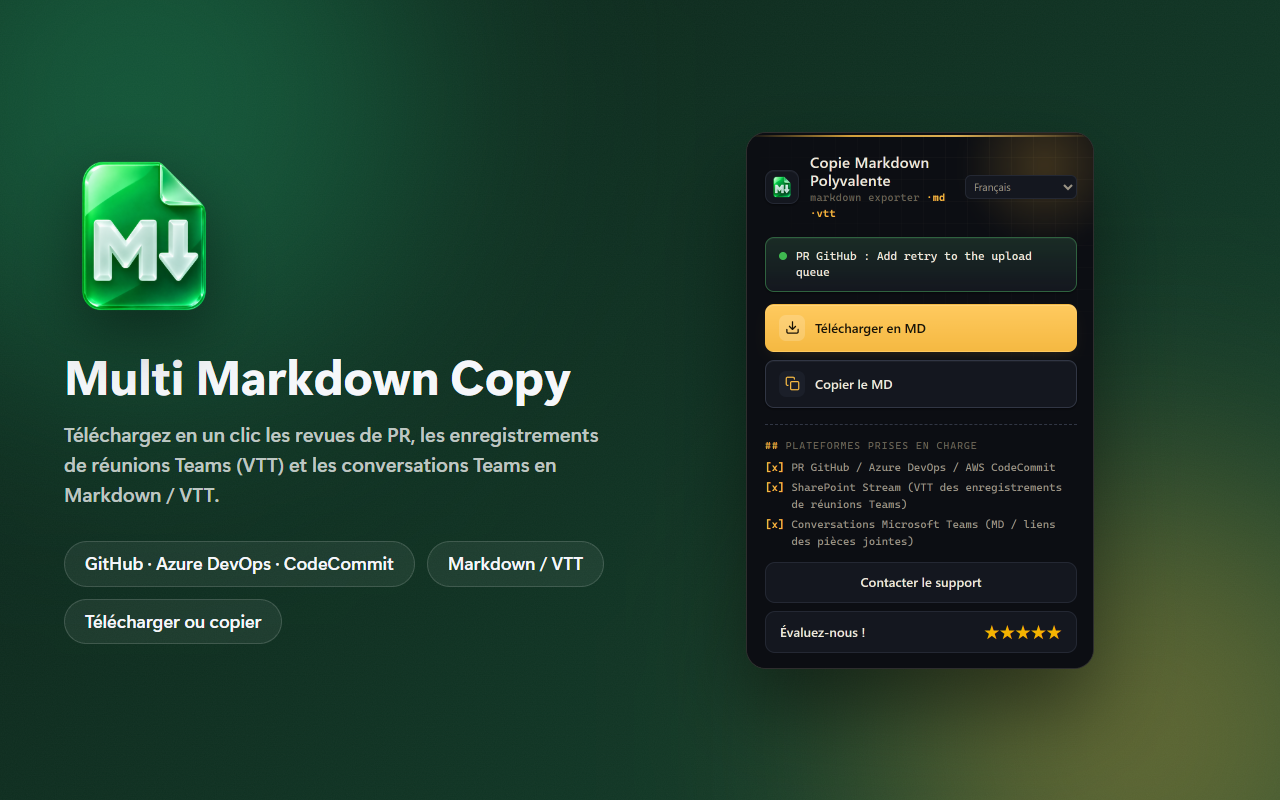 M↓
Multi Markdown Copy
Téléchargez en un clic les revues de PR, les enregistrements
de réunions Teams (VTT) et les conversations Teams en
Markdown / VTT.
GitHub · Azure DevOps · CodeCommit
Markdown / VTT
Télécharger ou copier
M↓
Copie Markdown
Polyvalente
markdown exporter ·md
·vtt
Français
PR GitHub : Add retry to the upload
queue
Télécharger en MD
Copier le MD
## PLATEFORMES PRISES EN CHARGE
[x] PR GitHub / Azure DevOps / AWS CodeCommit
[x] SharePoint Stream (VTT des enregistrements
de réunions Teams)
[x] Conversations Microsoft Teams (MD / liens
des pièces jointes)
Contacter le support
Évaluez-nous ! ★★★★★